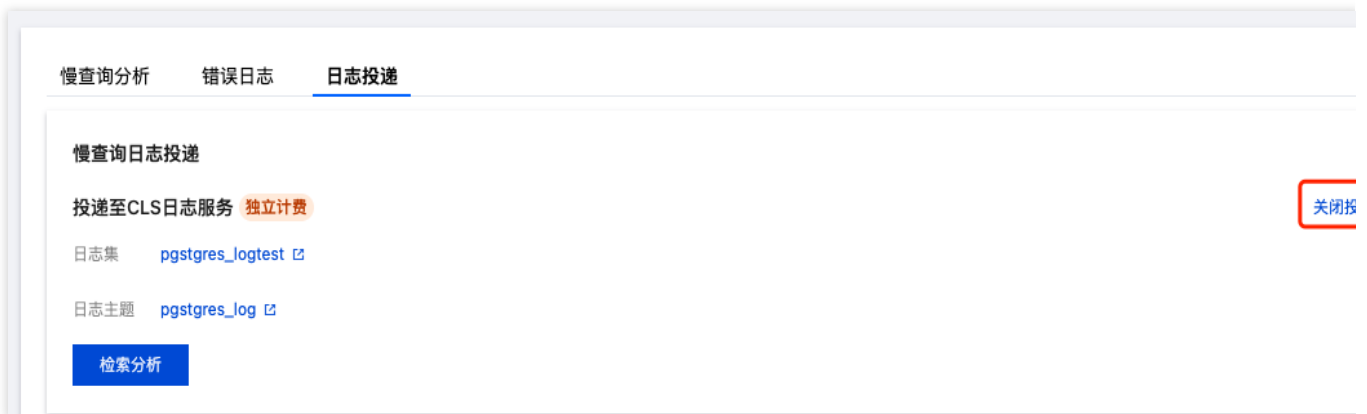 慢查询分析 错误日志 日志投递
慢查询日志投递
投递至CLS日志服务 独立计费
关闭投
日志集 pgstgres_logtest
日志主题 pgstgres_log
检索分析